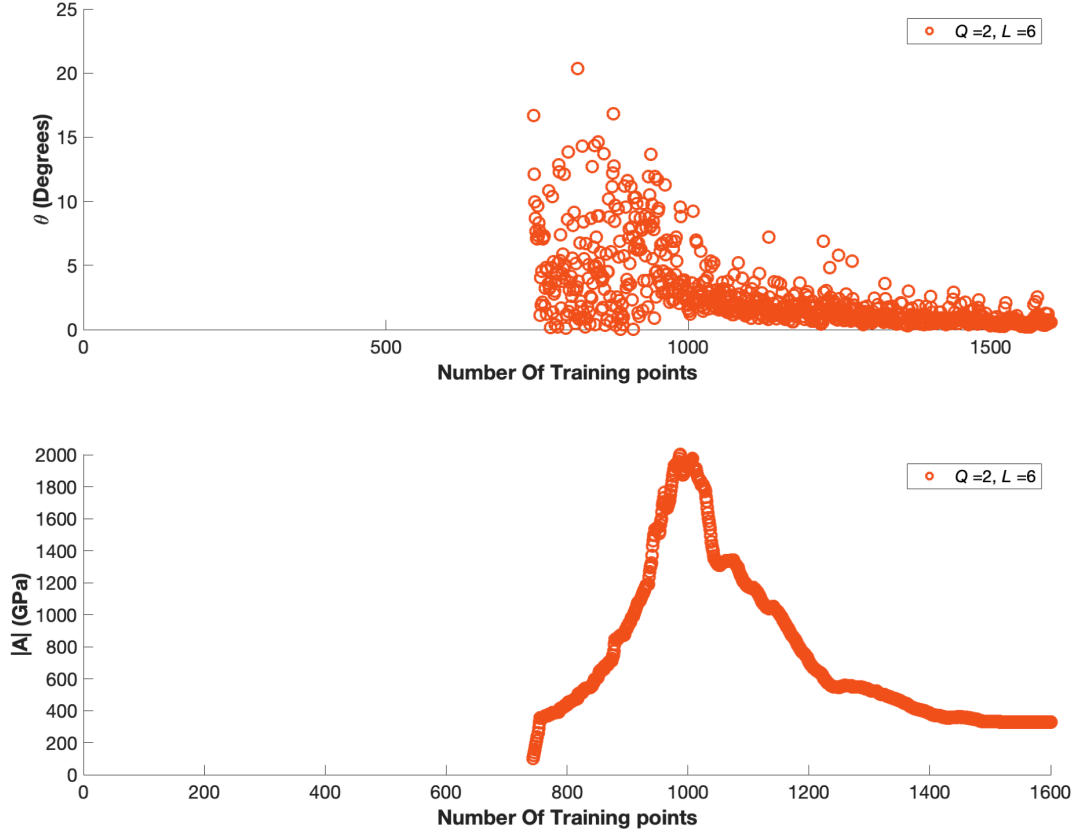 25
20
15
10
5
0
θ (Degrees)
Q =2, L =6
0 500 1000 1500
Number Of Training points
2000
1800
1600
1400
1200
1000
800
600
400
200
0
|A| (GPa)
Q =2, L =6
0 200 400 600 800 1000 1200 1400 1600
Number Of Training points